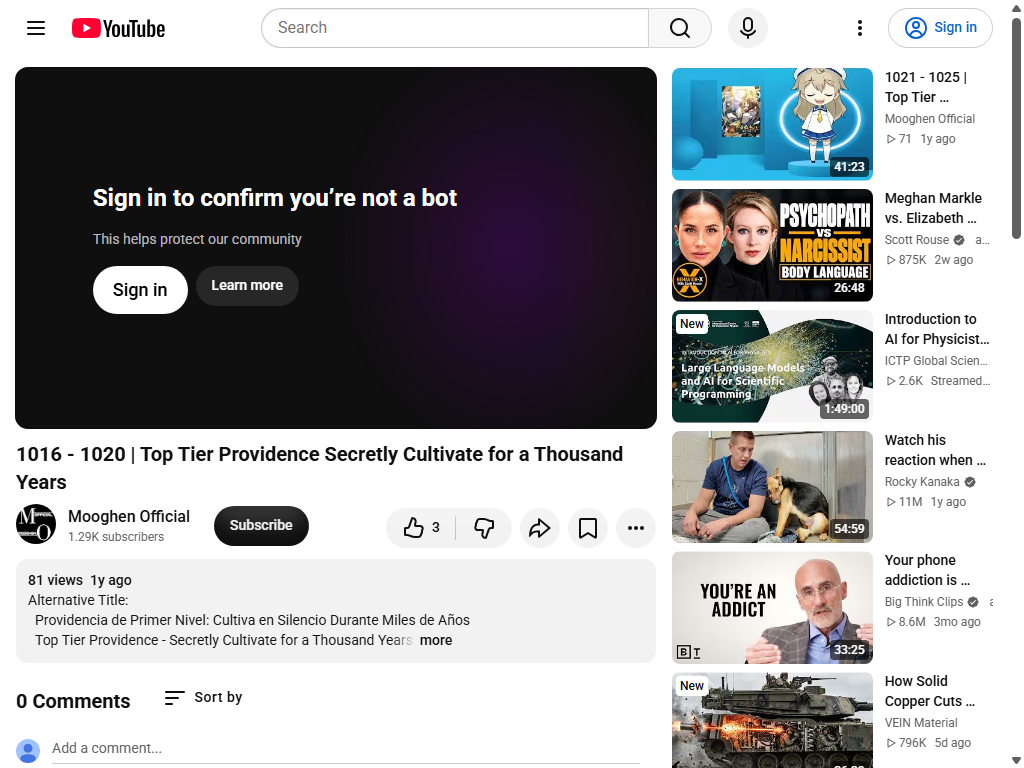 YouTube
Search
Sign in
Sign in to confirm you’re not a bot
This helps protect our community
Sign in
Learn more
1016 - 1020 | Top Tier Providence Secretly Cultivate for a Thousand
Years
Mooghen Official
1.29K subscribers
Subscribe
3
81 views 1y ago
Alternative Title:
Providencia de Primer Nivel: Cultiva en Silencio Durante Miles de Años
Top Tier Providence - Secretly Cultivate for a Thousand Years more
0 Comments
Sort by
Add a comment...
41:23
1021 - 1025 |
Top Tier ...
Mooghen Official
71 1y ago
PSYCHOPATH
VS
NARCISSIST
BODY LANGUAGE
26:48
Meghan Markle
vs. Elizabeth ...
Scott Rouse a...
875K 2w ago
New
Large Language Models
and AI for Scientific
Programming
1:49:00
Introduction to
AI for Physicist...
ICTP Global Scien...
2.6K Streamed...
54:59
Watch his
reaction when ...
Rocky Kanaka
11M 1y ago
YOU'RE AN
ADDICT
B T
33:25
Your phone
addiction is ...
Big Think Clips
8.6M 3mo ago
New
How Solid
Copper Cuts ...
VEIN Material
796K 5d ago